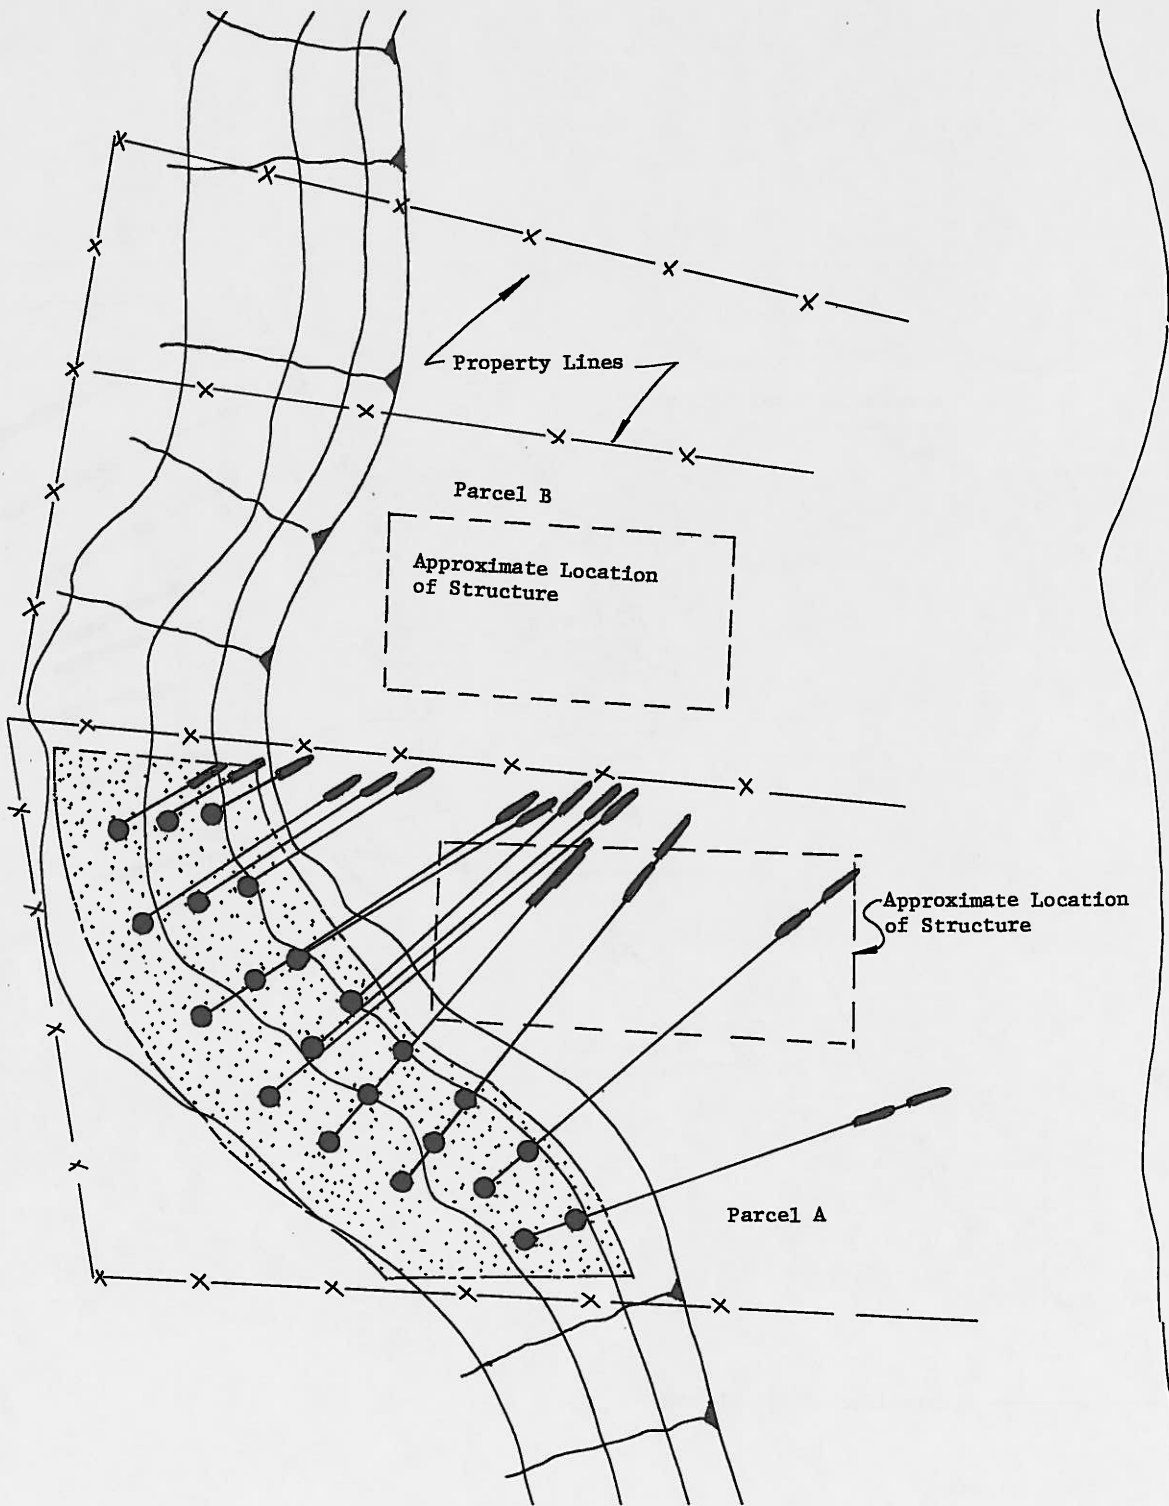 Property Lines
Parcel B
Approximate Location
of Structure
Approximate Location
of Structure
Parcel A